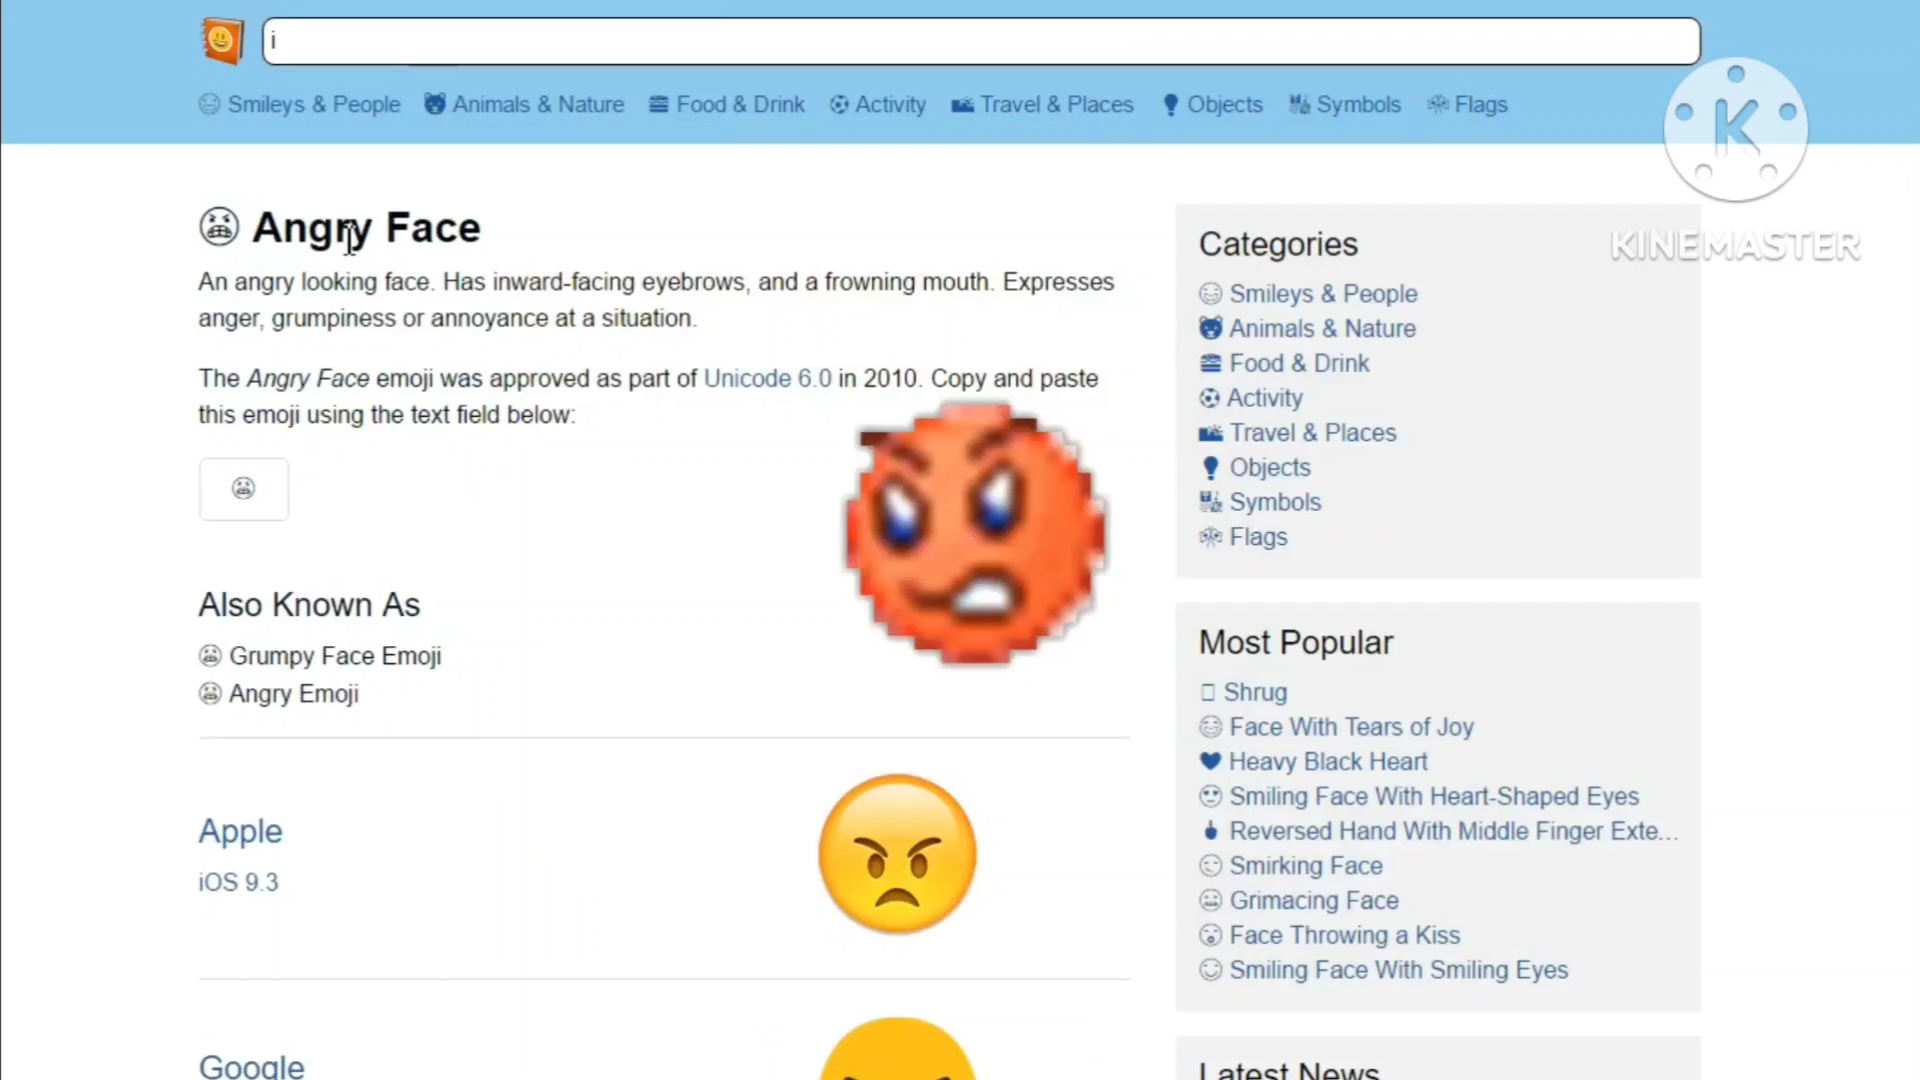 i
Smileys & People Animals & Nature Food & Drink Activity Travel & Places Objects Symbols Flags
K
KINEMASTER
Angry Face
An angry looking face. Has inward-facing eyebrows, and a frowning mouth. Expresses
anger, grumpiness or annoyance at a situation.
The Angry Face emoji was approved as part of Unicode 6.0 in 2010. Copy and paste
this emoji using the text field below:
Also Known As
Grumpy Face Emoji
Angry Emoji
Apple
iOS 9.3
Google
Categories
Smileys & People
Animals & Nature
Food & Drink
Activity
Travel & Places
Objects
Symbols
Flags
Most Popular
Shrug
Face With Tears of Joy
Heavy Black Heart
Smiling Face With Heart-Shaped Eyes
Reversed Hand With Middle Finger Exte...
Smirking Face
Grimacing Face
Face Throwing a Kiss
Smiling Face With Smiling Eyes
Latest News